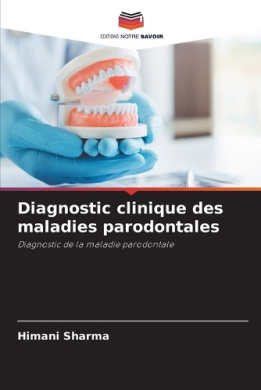 EDITIONS NOTRE SAVOIR
Diagnostic clinique des
maladies parodontales
Diagnostic de la maladie parodontale
Himani Sharma